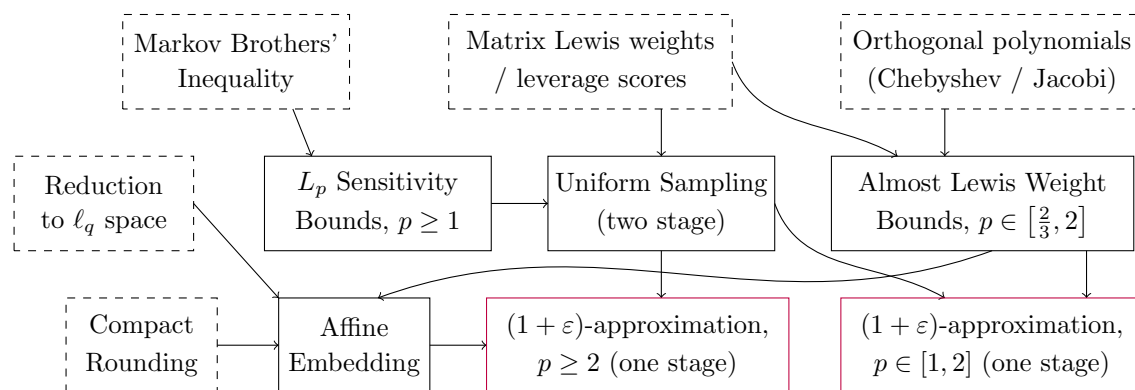 Markov Brothers'
Inequality
Matrix Lewis weights
/ leverage scores
Orthogonal polynomials
(Chebyshev / Jacobi)
Reduction
to ℓ_q space
L_p Sensitivity
Bounds, p ≥ 1
Uniform Sampling
(two stage)
Almost Lewis Weight
Bounds, p ∈ [2/3, 2]
Compact
Rounding
Affine
Embedding
(1 + ε)-approximation,
p ≥ 2 (one stage)
(1 + ε)-approximation,
p ∈ [1, 2] (one stage)